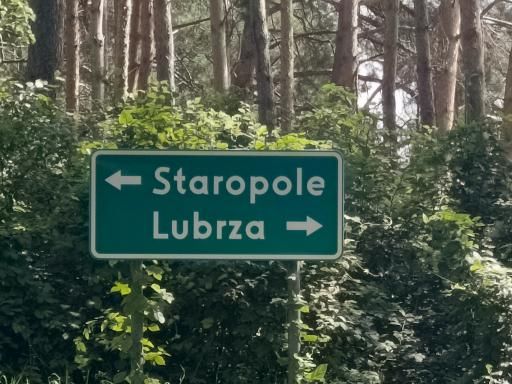 ← Staropole
Lubrza →